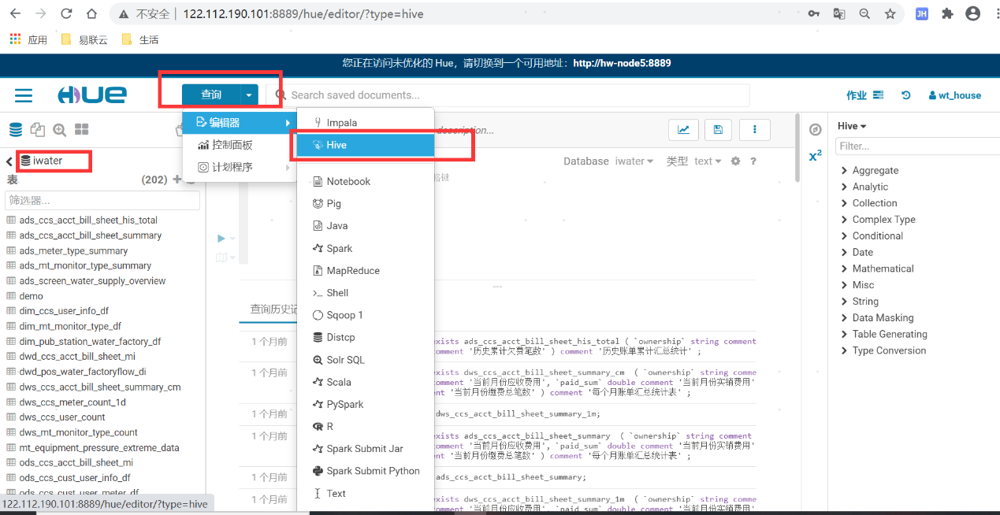 不安全 | 122.112.190.101:8889/hue/editor/?type=hive
JH
应用 易联云 生活
您正在访问未优化的 Hue，请切换到一个可用地址：http://hw-node5:8889
HUE 查询 Search saved documents... 作业 wt_house
编辑器
控制面板
计划程序
Impala
Hive
Notebook
Pig
Java
Spark
MapReduce
Shell
Sqoop 1
Distcp
Solr SQL
Scala
PySpark
R
Spark Submit Jar
Spark Submit Python
Text
description...
iwater
表 (202)
筛选器...
ads_ccs_acct_bill_sheet_his_total
ads_ccs_acct_bill_sheet_summary
ads_meter_type_summary
ads_mt_monitor_type_summary
ads_screen_water_supply_overview
demo
dim_ccs_user_info_df
dim_mt_monitor_type_df
dim_pub_station_water_factory_df
dwd_ccs_acct_bill_sheet_mi
dwd_pos_water_factoryflow_di
dws_ccs_acct_bill_sheet_summary_cm
dws_ccs_meter_count_1d
dws_ccs_user_count
dws_mt_monitor_type_count
mt_equipment_pressure_extreme_data
ods_ccs_acct_bill_sheet_mi
ods_ccs_cust_user_info_df
ods_ccs_cust_user_meter_df
122.112.190.101:8889/hue/editor/?type=hive
Database iwater 类型 text ?
格键
查询历史记
1 个月前 exists ads_ccs_acct_bill_sheet_his_total ( `ownership` string comment
comment '历史累计欠费笔数' ) comment '历史账单累计汇总统计' ;
1 个月前 exists dws_ccs_acct_bill_sheet_summary_cm ( `ownership` string comme
comment '当前月份应收费用', `paid_sum` double comment '当前月份实销费用'
nt '当前月份缴费总笔数' ) comment '每个月账单汇总统计表' ;
1 个月前 dws_ccs_acct_bill_sheet_summary_1m;
1 个月前 exists ads_ccs_acct_bill_sheet_summary ( `ownership` string comment
comment '当前月份应收费用', `paid_sum` double comment '当前月份实销费用'
nt '当前月份缴费总笔数' ) comment '每个月账单汇总统计表' ;
1 个月前 ads_ccs_acct_bill_sheet_summary;
1 个月前 exists dws_ccs_acct_bill_sheet_summary_1m ( `ownership` string comme
comment '当前月份应收费用', `paid_sum` double comment '当前月份实销费用'
x²
Hive
Filter...
Aggregate
Analytic
Collection
Complex Type
Conditional
Date
Mathematical
Misc
String
Data Masking
Table Generating
Type Conversion